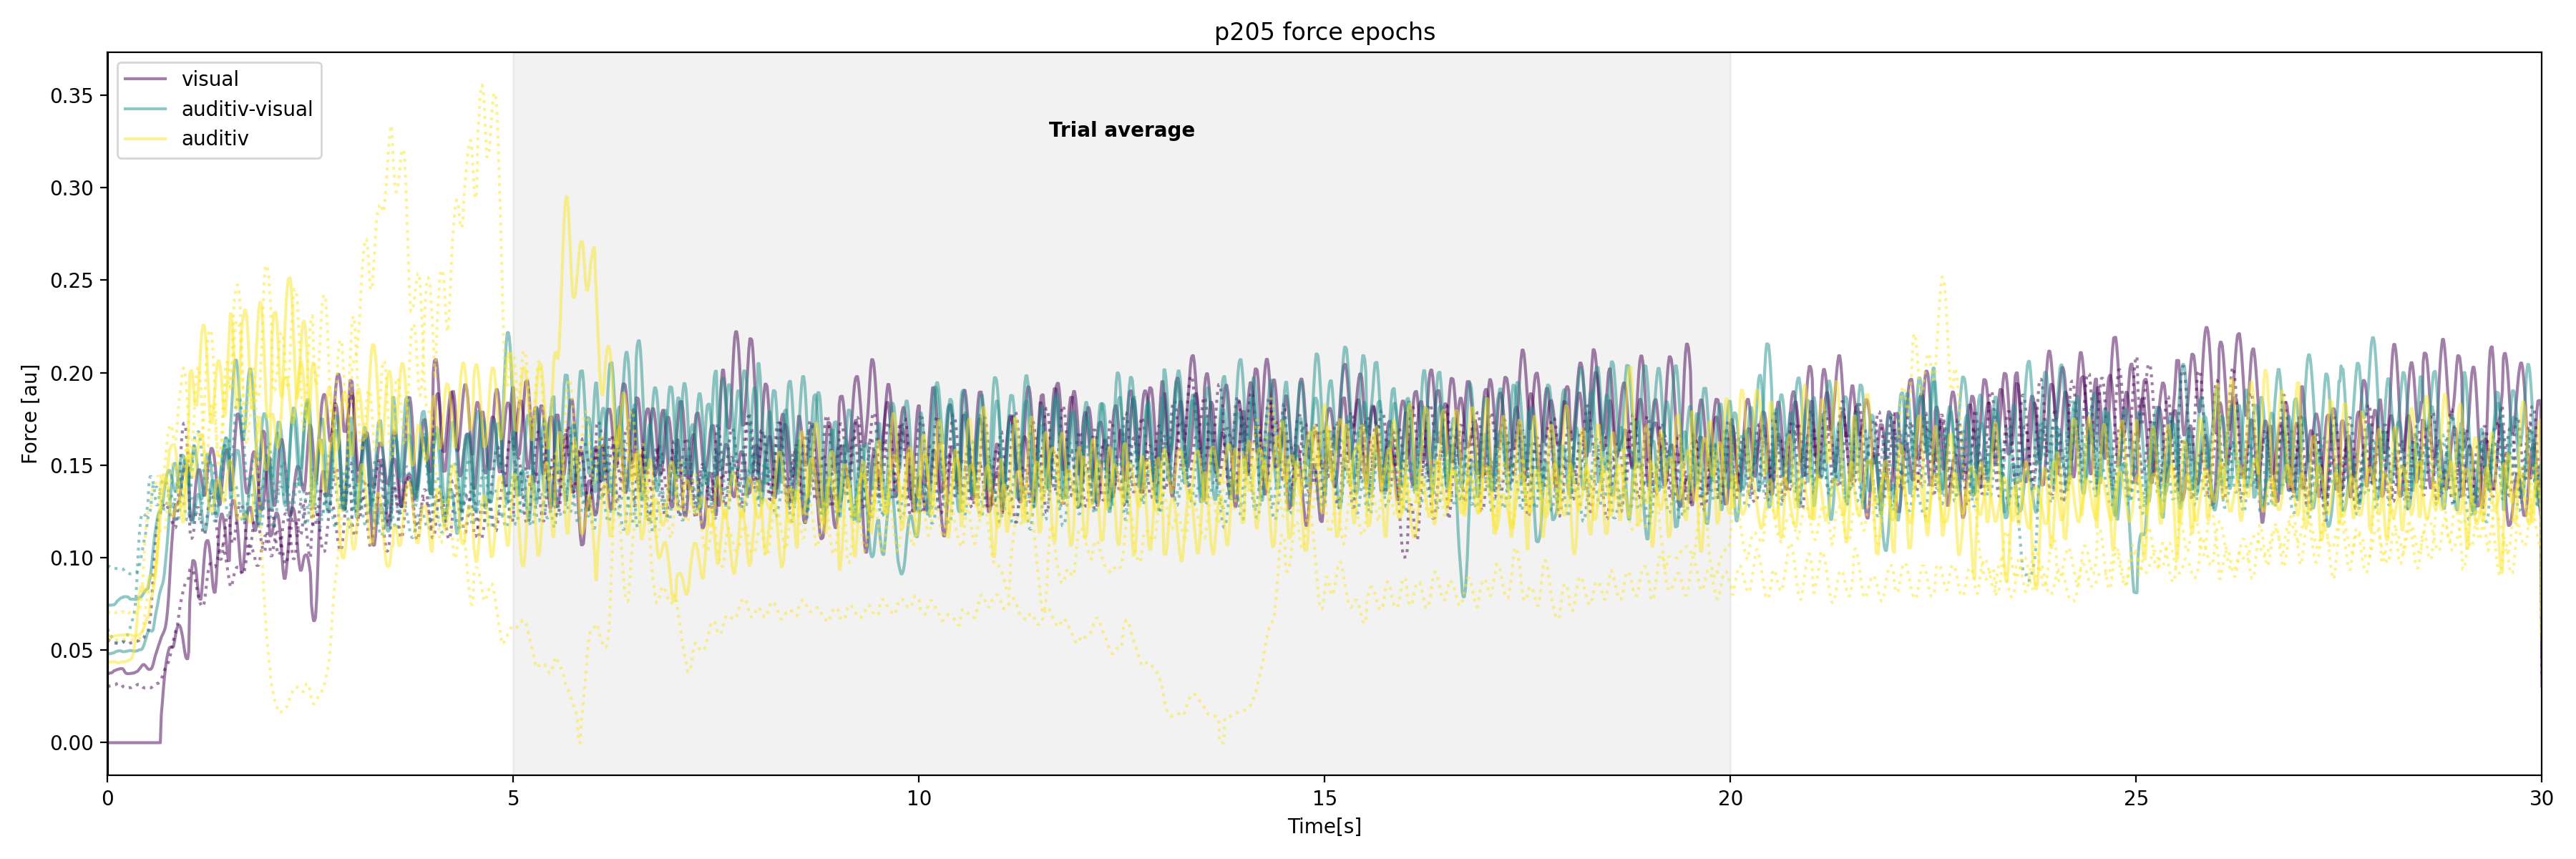 p205 force epochs
visual
auditiv-visual
auditiv
Trial average
0.35
0.30
0.25
0.20
0.15
0.10
0.05
0.00
Force [au]
0 5 10 15 20 25 30
Time[s]